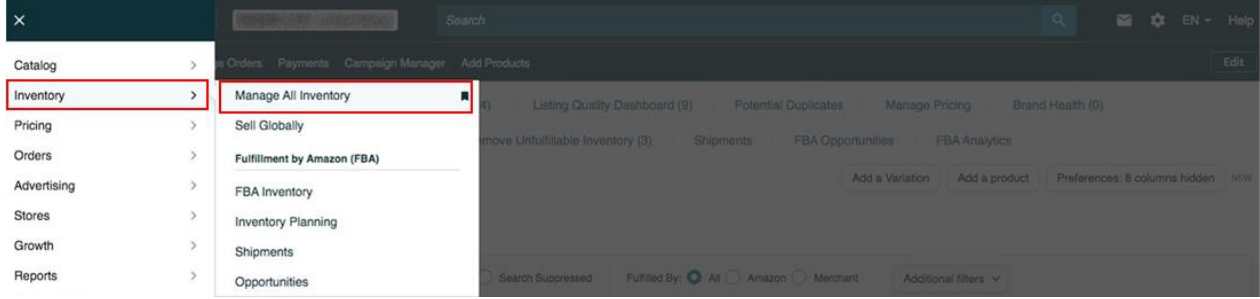 Search
EN
Help
Catalog
Orders Payments Campaign Manager Add Products
Edit
Inventory
Manage All Inventory
Listing Quality Dashboard (9) Potential Duplicates Manage Pricing Brand Health (0)
Pricing
Sell Globally
Unfulfillable Inventory (3) Shipments FBA Opportunities FBA Analytics
Orders
Fulfillment by Amazon (FBA)
Advertising
FBA Inventory
Add a Variation Add a product Preferences: 8 columns hidden NEW
Stores
Inventory Planning
Growth
Shipments
Reports
Opportunities
Search Suppressed Fulfilled By: All Amazon Merchant Additional filters